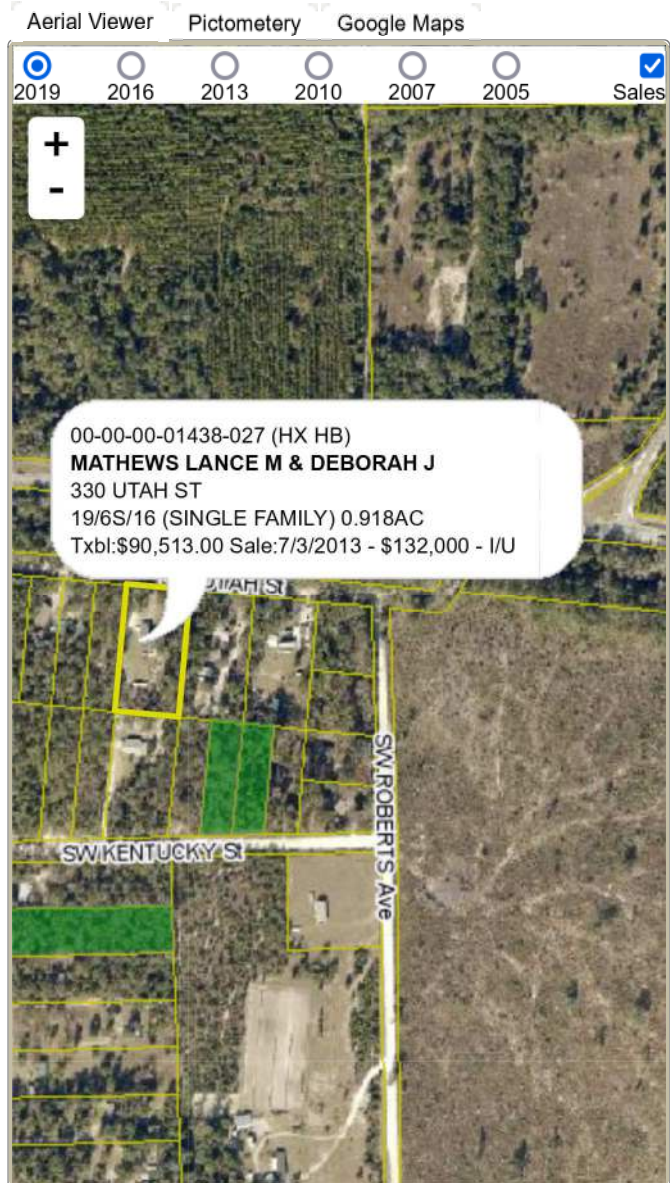 Aerial Viewer Pictometery Google Maps
2019 2016 2013 2010 2007 2005 Sales
+
-
00-00-00-01438-027 (HX HB)
MATHEWS LANCE M & DEBORAH J
330 UTAH ST
19/6S/16 (SINGLE FAMILY) 0.918AC
Txbl:$90,513.00 Sale:7/3/2013 - $132,000 - I/U
UTAH St
SW ROBERTS Ave
SW KENTUCKY St